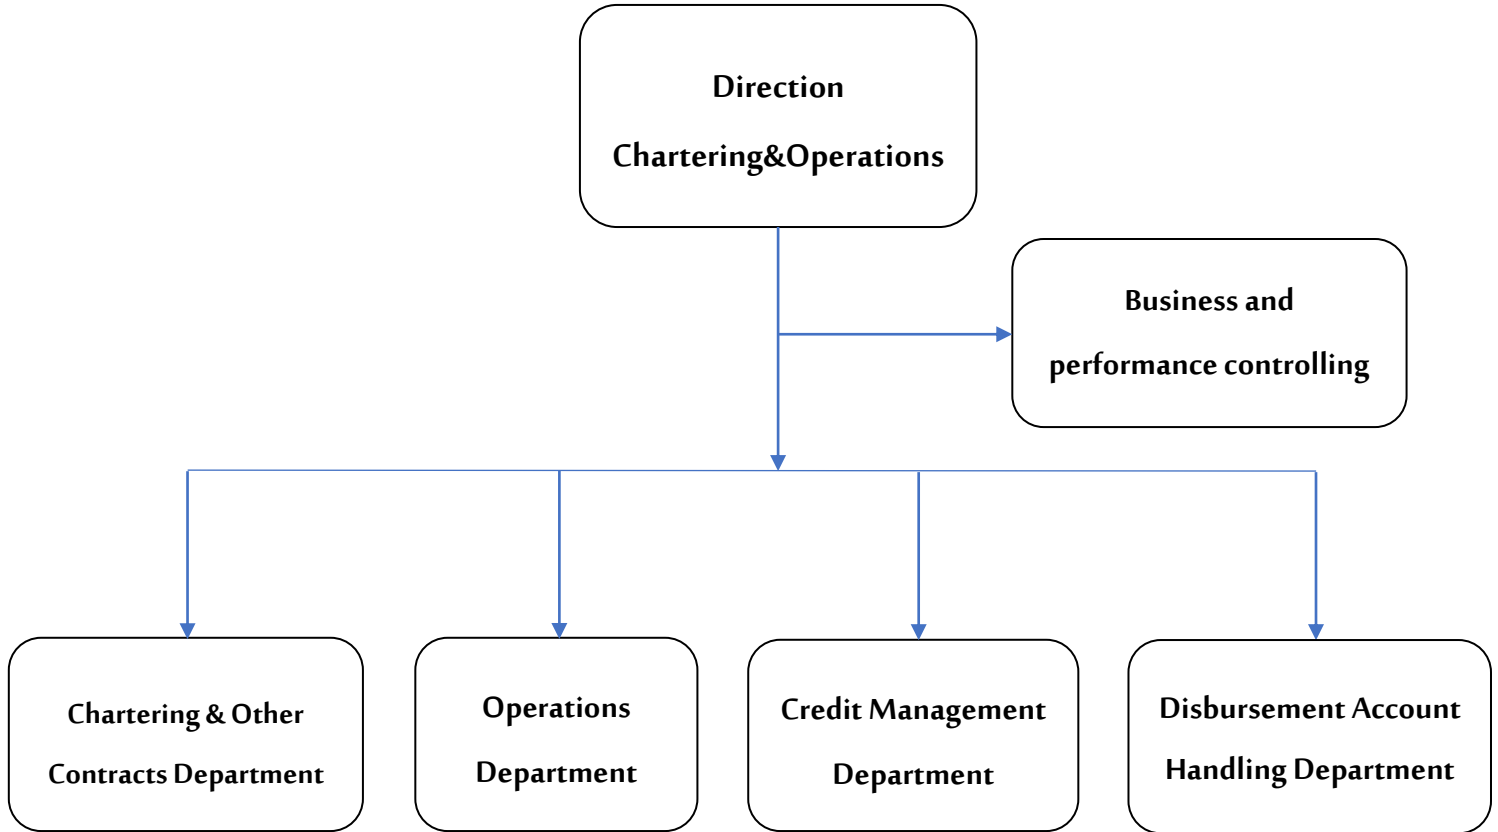 Direction
Chartering&Operations
Business and
performance controlling
Chartering & Other
Contracts Department
Operations
Department
Credit Management
Department
Disbursement Account
Handling Department